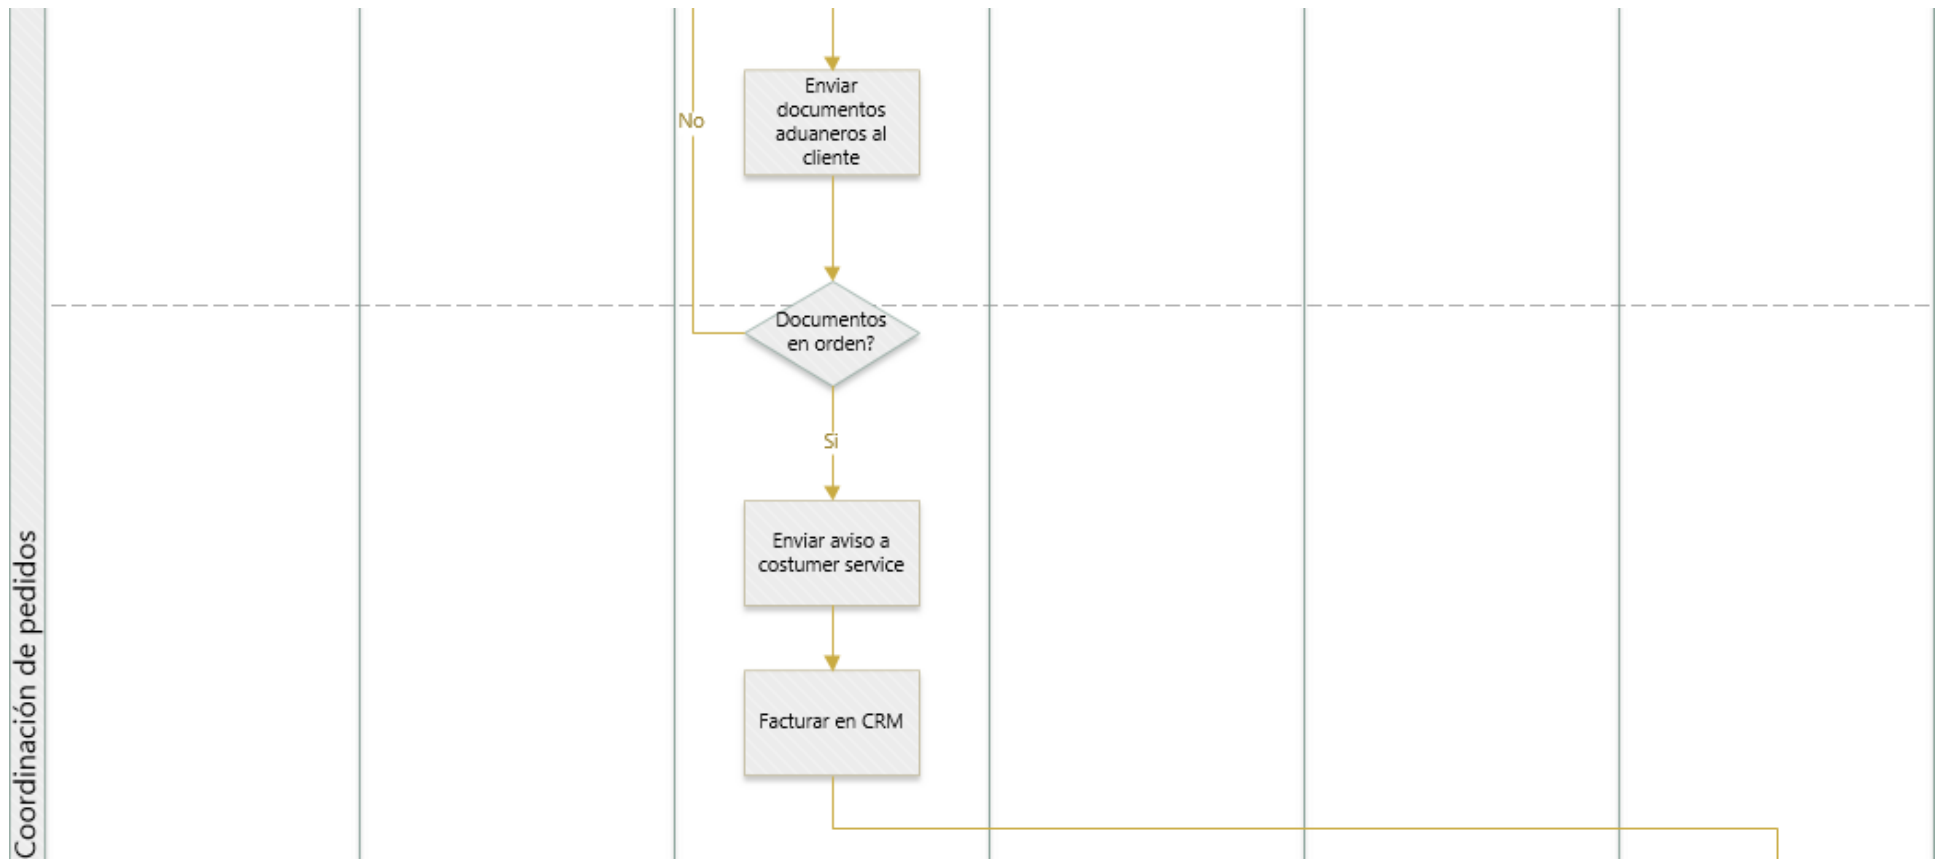 Enviar
documentos
aduaneros al
cliente
No
Documentos
en orden?
Si
Enviar aviso a
costumer service
Facturar en CRM
Coordinación de pedidos